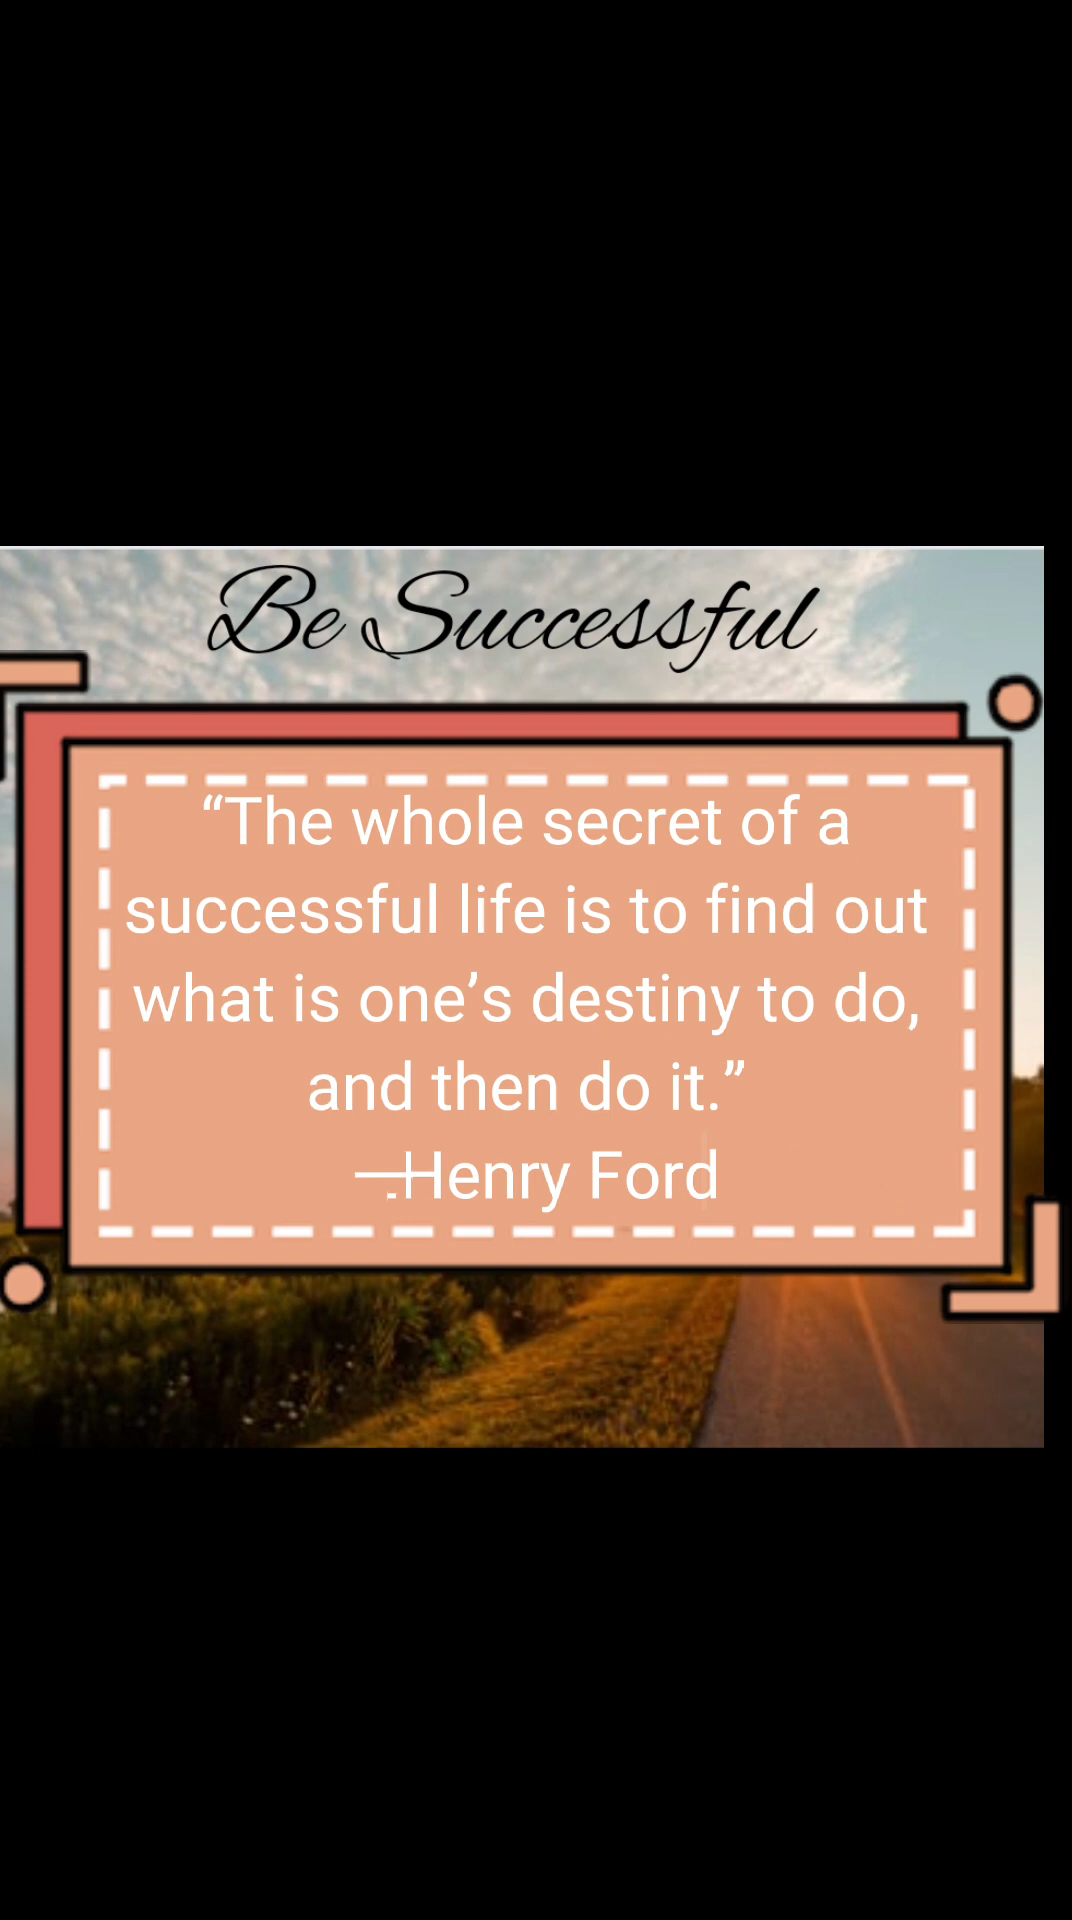 Be Successful
“The whole secret of a
successful life is to find out
what is one’s destiny to do,
and then do it.”
—.Henry Ford